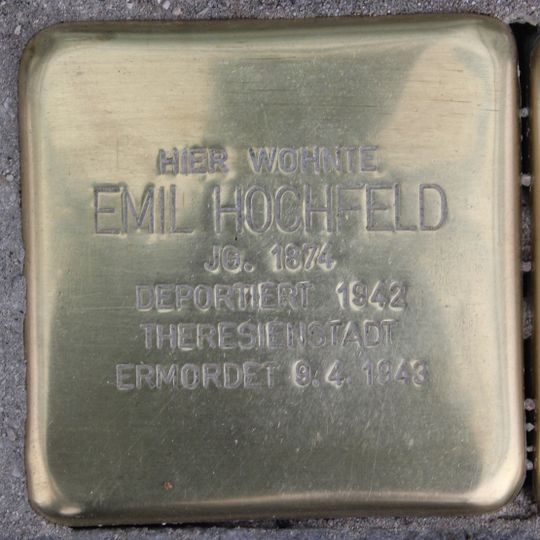 HIER WOHNTE
EMIL HOCHFELD
JG. 1874
DEPORTIERT 1942
THERESIENSTADT
ERMORDET 9.4.1943